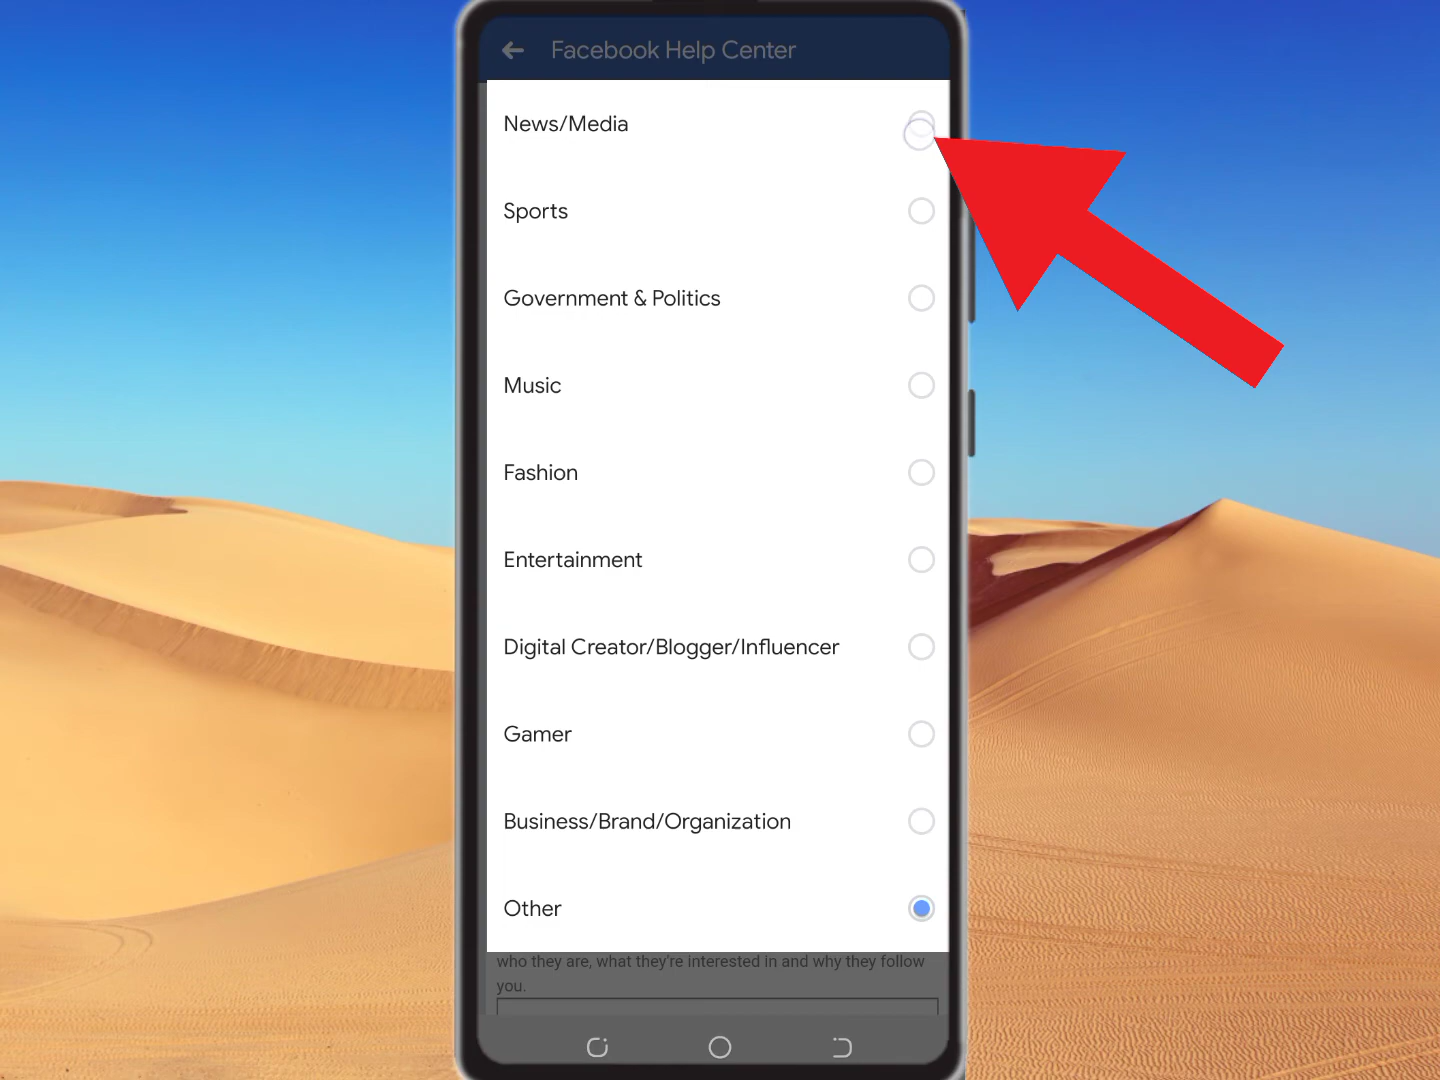 Facebook Help Center
News/Media
Sports
Government & Politics
Music
Fashion
Entertainment
Digital Creator/Blogger/Influencer
Gamer
Business/Brand/Organization
Other
who they are, what they're interested in and why they follow
you.